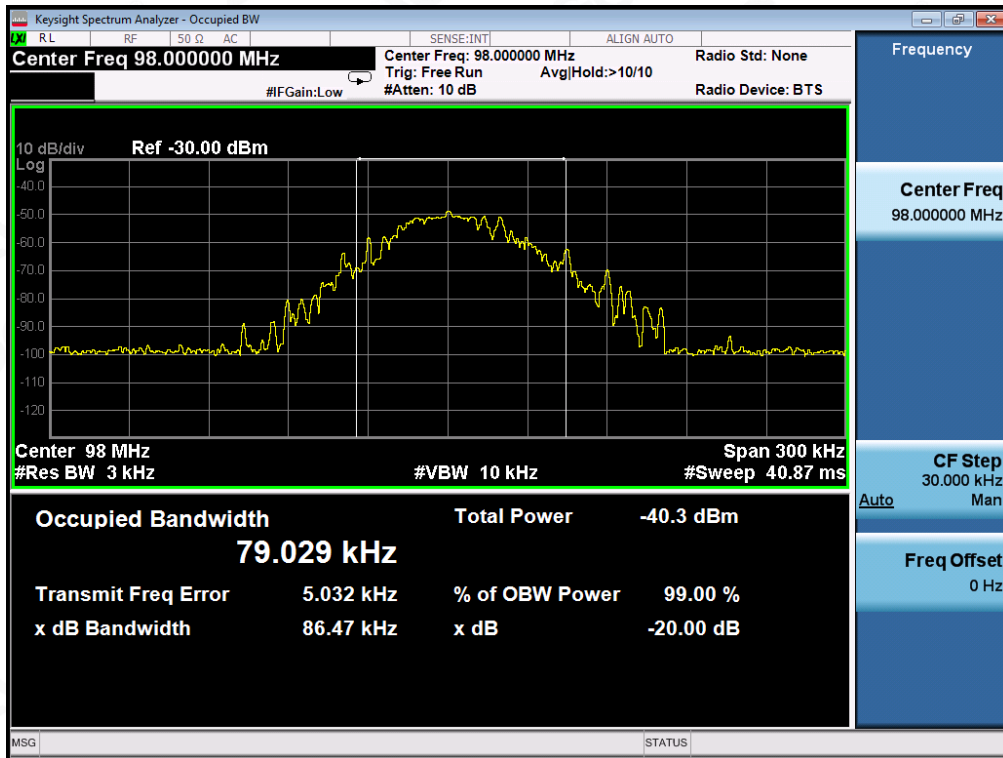 Keysight Spectrum Analyzer - Occupied BW
LXI RL RF 50 Ω AC SENSE:INT ALIGN AUTO
Center Freq 98.000000 MHz
Center Freq: 98.000000 MHz Radio Std: None
Trig: Free Run Avg|Hold:>10/10
#IFGain:Low #Atten: 10 dB Radio Device: BTS
10 dB/div Ref -30.00 dBm
Log
-40.0
-50.0
-60.0
-70.0
-80.0
-90.0
-100
-110
-120
Center 98 MHz Span 300 kHz
#Res BW 3 kHz #VBW 10 kHz #Sweep 40.87 ms
Occupied Bandwidth Total Power -40.3 dBm
79.029 kHz
Transmit Freq Error 5.032 kHz % of OBW Power 99.00 %
x dB Bandwidth 86.47 kHz x dB -20.00 dB
MSG STATUS
Frequency
Center Freq
98.000000 MHz
CF Step
30.000 kHz
Auto Man
Freq Offset
0 Hz